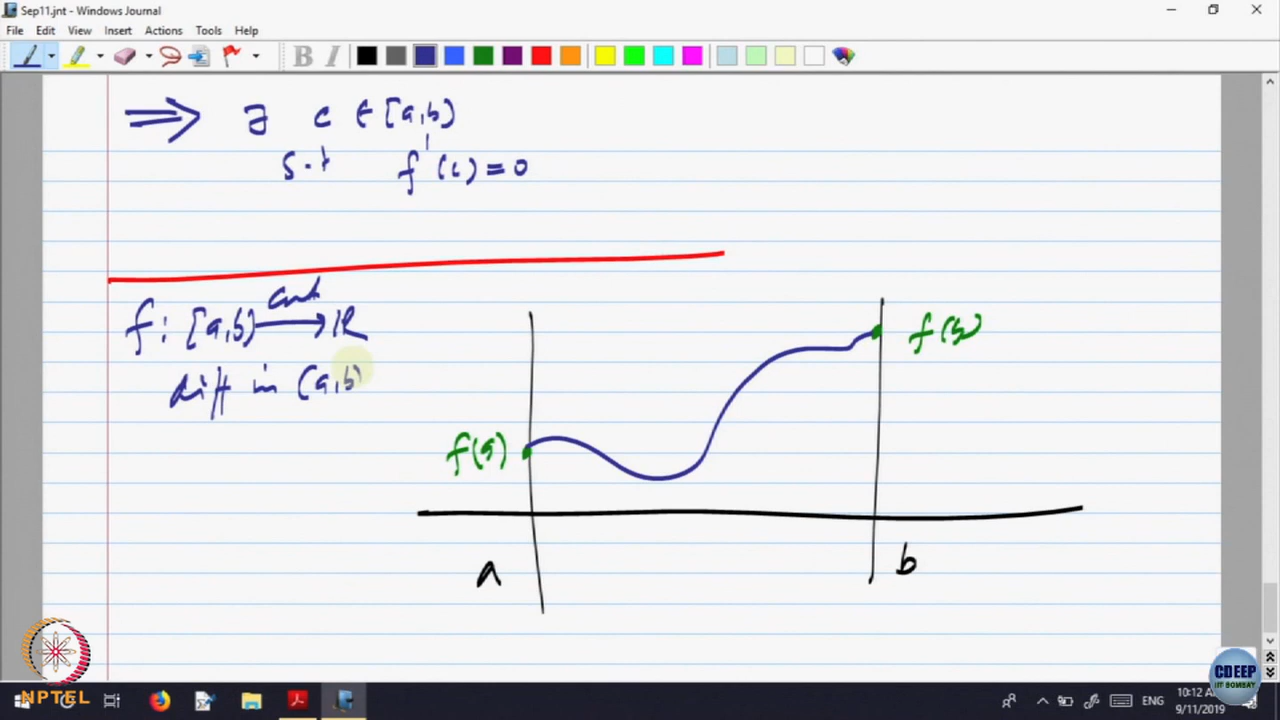 Sep11.jnt - Windows Journal
File Edit View Insert Actions Tools Help
B I
⟹ ∃ c ∈ [a,b)
s.t f'(c) = 0
f: [a,b) cont → IR
diff in (a,b)
f(b)
f(a)
a b
NPTEL
CDEEP
IIT BOMBAY
ENG
10:12 A
9/11/2019